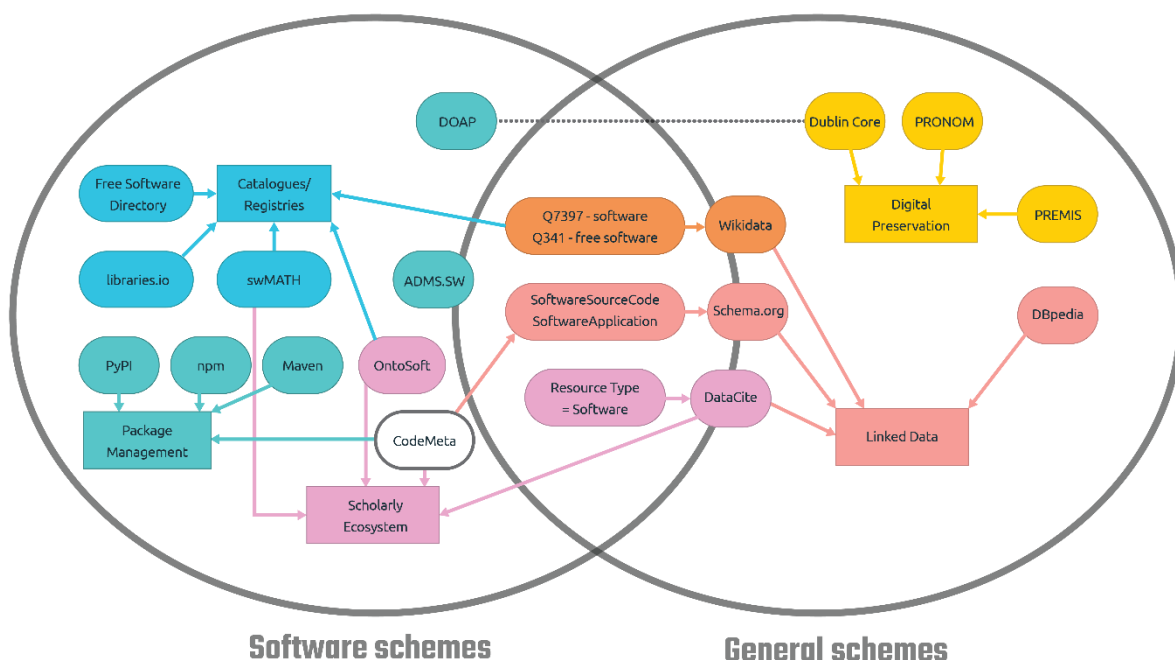 DOAP
Dublin Core
PRONOM
Free Software
Directory
Catalogues/
Registries
Q7397 - software
Q341 - free software
Wikidata
Digital
Preservation
PREMIS
libraries.io
swMATH
ADMS.SW
SoftwareSourceCode
SoftwareApplication
Schema.org
DBpedia
PyPI
npm
Maven
OntoSoft
Resource Type
= Software
DataCite
Package
Management
CodeMeta
Linked Data
Scholarly
Ecosystem
Software schemes
General schemes